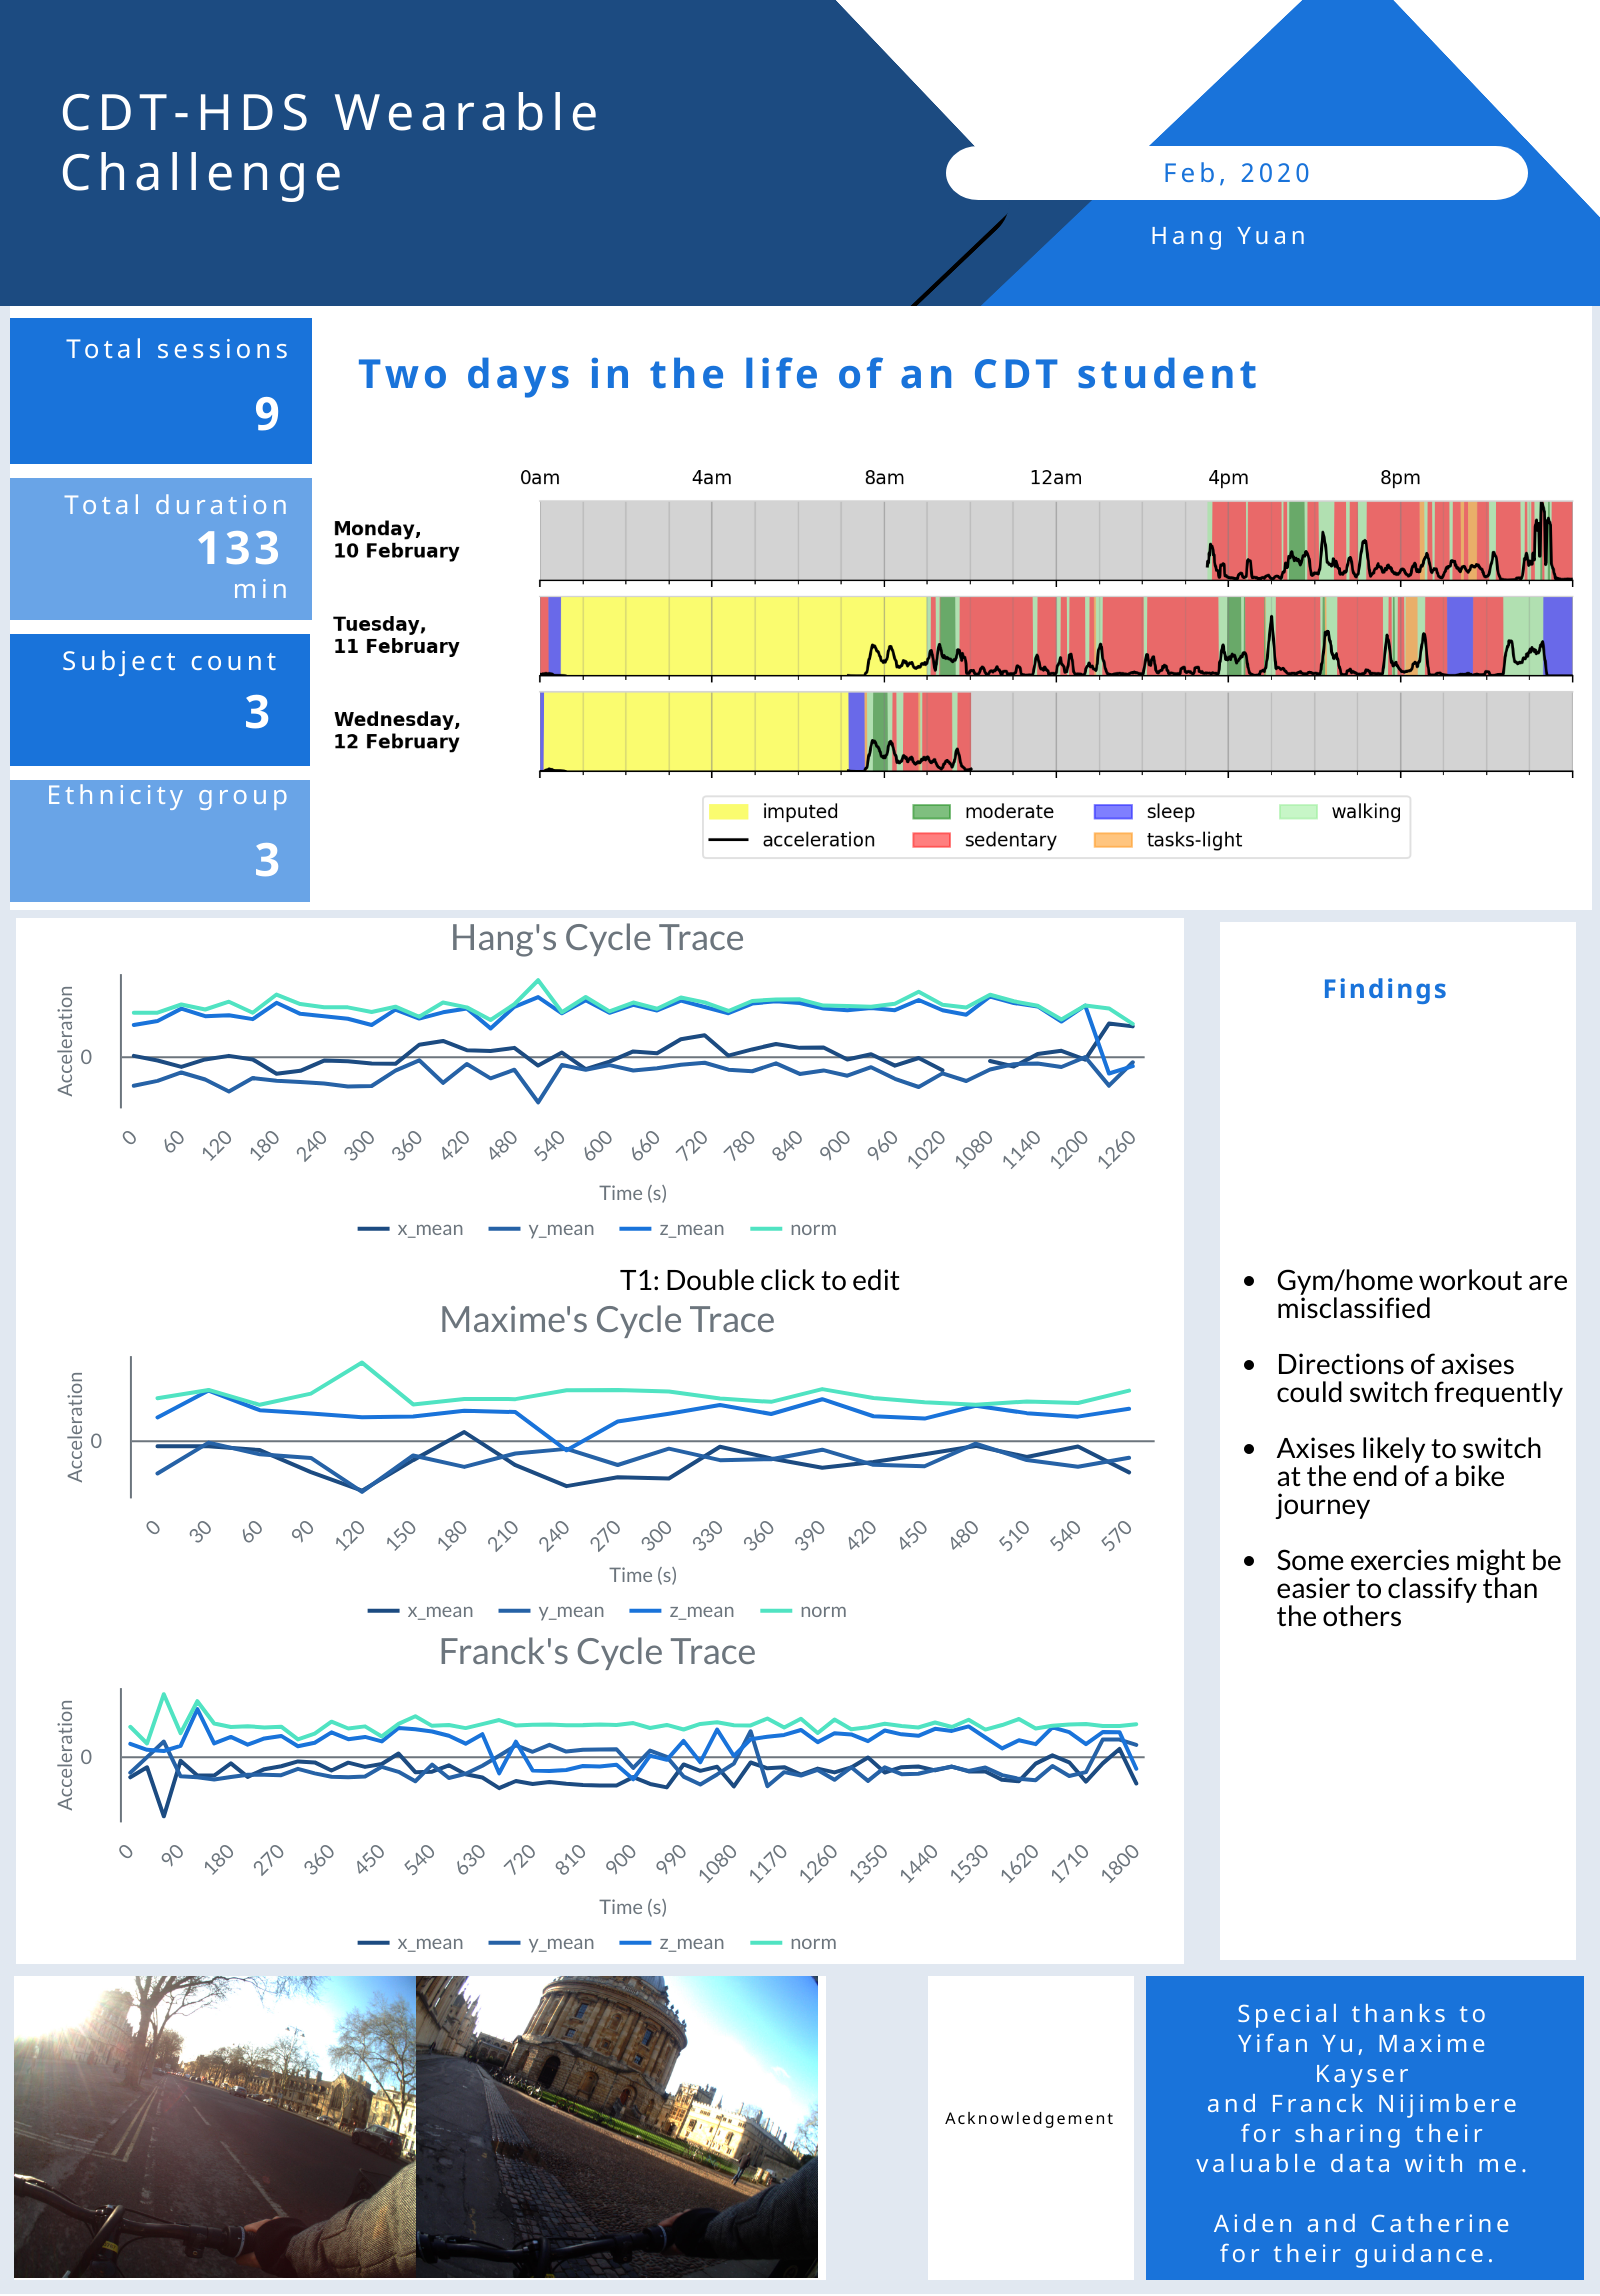 CDT-HDS Wearable
Challenge
Feb, 2020
Hang Yuan
Total sessions
9
Total duration
133
min
Subject count
3
Ethnicity group
3
Two days in the life of an CDT student
0am 4am 8am 12am 4pm 8pm
Monday,
10 February
Tuesday,
11 February
Wednesday,
12 February
imputed moderate sleep walking
acceleration sedentary tasks-light
Hang's Cycle Trace
Acceleration
0
0 60 120 180 240 300 360 420 480 540 600 660 720 780 840 900 960 1020 1080 1140 1200 1260
Time (s)
x_mean y_mean z_mean norm
T1: Double click to edit
Maxime's Cycle Trace
Acceleration
0
0 30 60 90 120 150 180 210 240 270 300 330 360 390 420 450 480 510 540 570
Time (s)
x_mean y_mean z_mean norm
Franck's Cycle Trace
Acceleration
0
0 90 180 270 360 450 540 630 720 810 900 990 1080 1170 1260 1350 1440 1530 1620 1710 1800
Time (s)
x_mean y_mean z_mean norm
Findings
• Gym/home workout are
misclassified
• Directions of axises
could switch frequently
• Axises likely to switch
at the end of a bike
journey
• Some exercies might be
easier to classify than
the others
Acknowledgement
Special thanks to
Yifan Yu, Maxime
Kayser
and Franck Nijimbere
for sharing their
valuable data with me.
Aiden and Catherine
for their guidance.